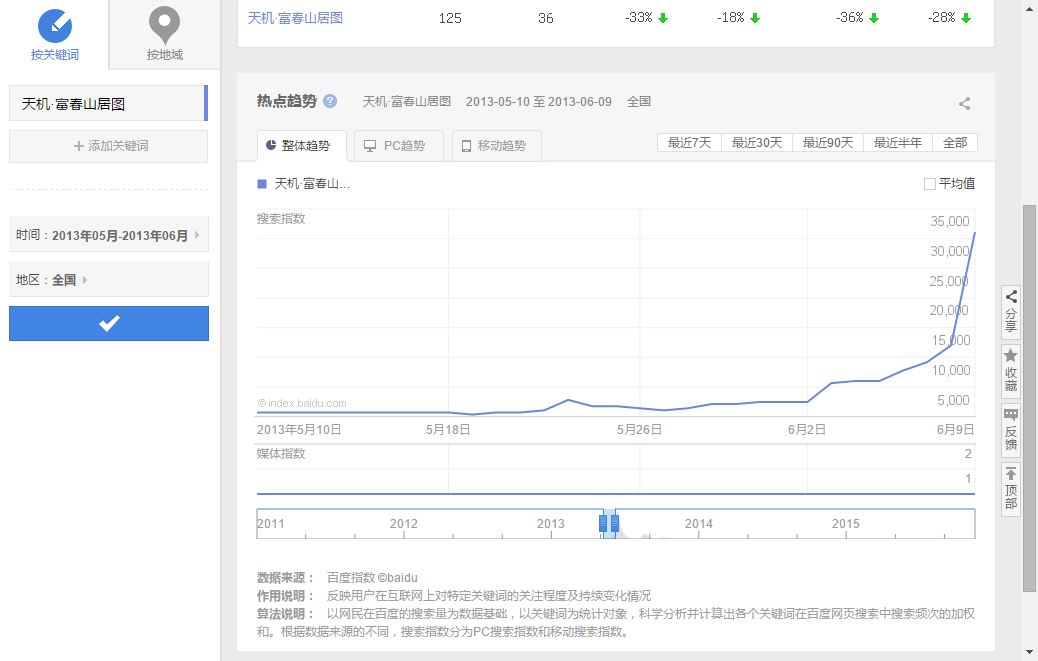 天机·富春山居图 125 36 -33% -18% -36% -28%
按关键词 按地域
天机·富春山居图
添加关键词
时间：2013年05月-2013年06月
地区：全国
热点趋势 ? 天机·富春山居图 2013-05-10 至 2013-06-09 全国
整体趋势 PC趋势 移动趋势 最近7天 最近30天 最近90天 最近半年 全部
天机·富春山... 平均值
搜索指数 35,000
30,000
25,000
20,000
15,000
10,000
5,000
©index.baidu.com
2013年5月10日 5月18日 5月26日 6月2日 6月9日
媒体指数 2
1
2011 2012 2013 2014 2015
数据来源： 百度指数 ©baidu
作用说明： 反映用户在互联网上对特定关键词的关注程度及持续变化情况
算法说明： 以网民在百度的搜索量为数据基础，以关键词为统计对象，科学分析并计算出各个关键词在百度网页搜索中搜索频次的加权
和。根据数据来源的不同，搜索指数分为PC搜索指数和移动搜索指数。
分享
收藏
反馈
顶部